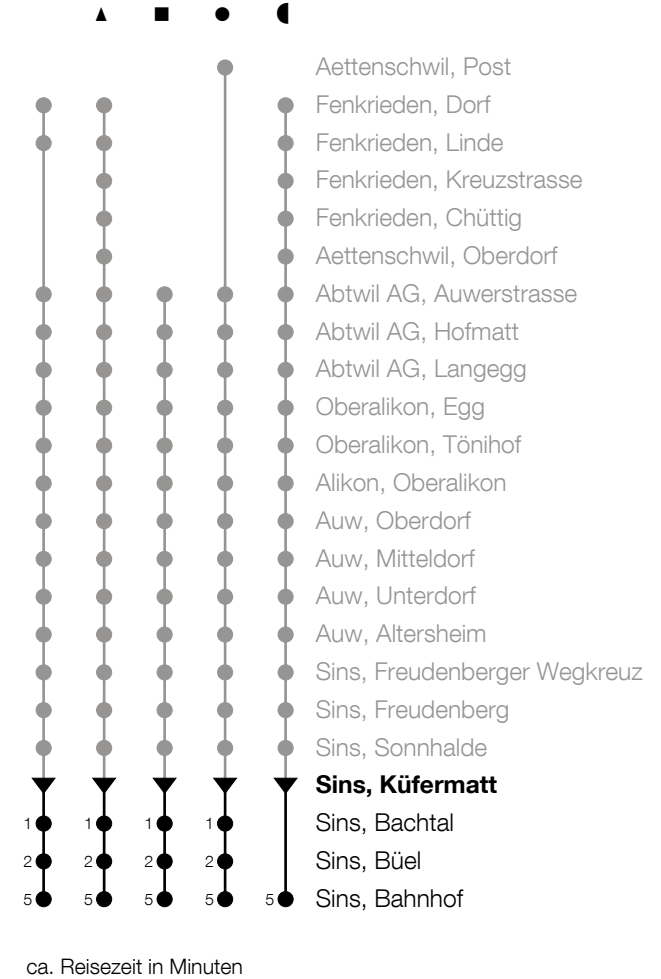 ▲ ■ ● ◖
Aettenschwil, Post
Fenkrieden, Dorf
Fenkrieden, Linde
Fenkrieden, Kreuzstrasse
Fenkrieden, Chüttig
Aettenschwil, Oberdorf
Abtwil AG, Auwerstrasse
Abtwil AG, Hofmatt
Abtwil AG, Langegg
Oberalikon, Egg
Oberalikon, Tönihof
Alikon, Oberalikon
Auw, Oberdorf
Auw, Mitteldorf
Auw, Unterdorf
Auw, Altersheim
Sins, Freudenberger Wegkreuz
Sins, Freudenberg
Sins, Sonnhalde
Sins, Küfermatt
1 1 1 1 Sins, Bachtal
2 2 2 2 Sins, Büel
5 5 5 5 5 Sins, Bahnhof
ca. Reisezeit in Minuten